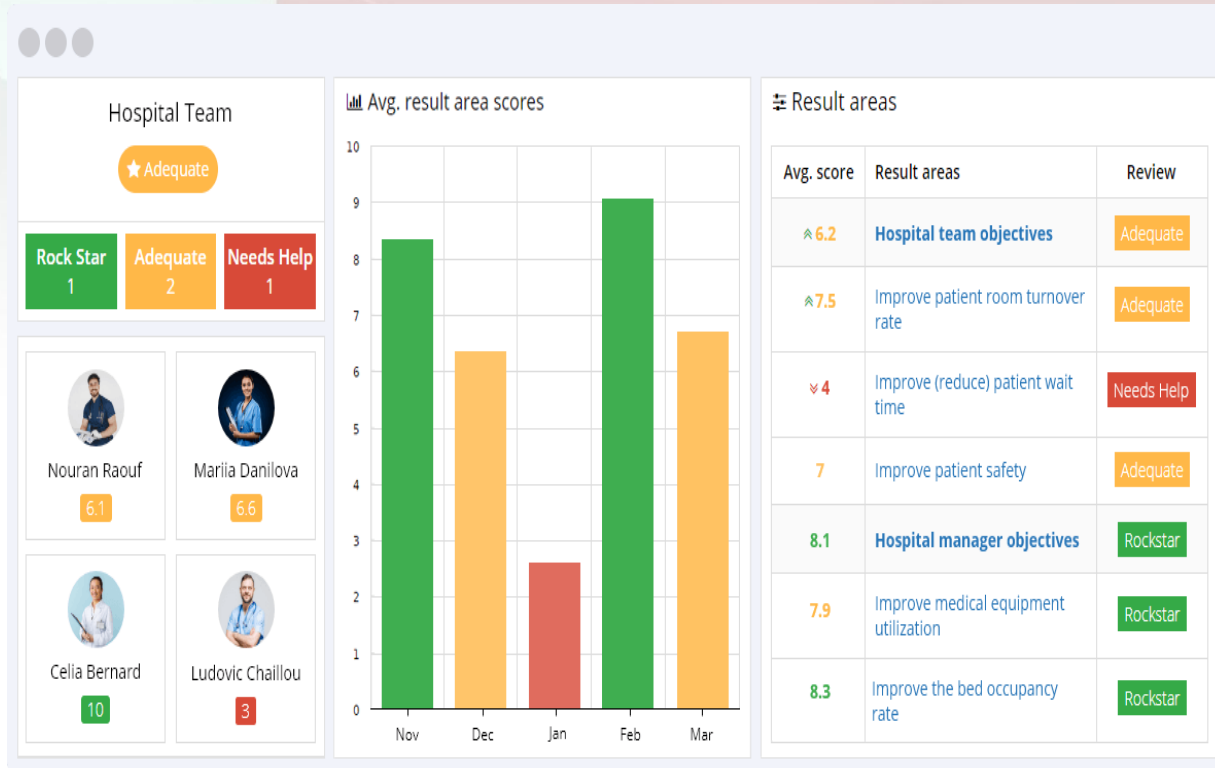 Hospital Team
Adequate
Rock Star
1
Adequate
2
Needs Help
1
Nouran Raouf
6.1
Mariia Danilova
6.6
Celia Bernard
10
Ludovic Chaillou
3
Avg. result area scores
10
9
8
7
6
5
4
3
2
1
0
Nov Dec Jan Feb Mar
Result areas
Avg. score Result areas Review
6.2 Hospital team objectives Adequate
7.5 Improve patient room turnover
rate Adequate
4 Improve (reduce) patient wait
time Needs Help
7 Improve patient safety Adequate
8.1 Hospital manager objectives Rockstar
7.9 Improve medical equipment
utilization Rockstar
8.3 Improve the bed occupancy
rate Rockstar